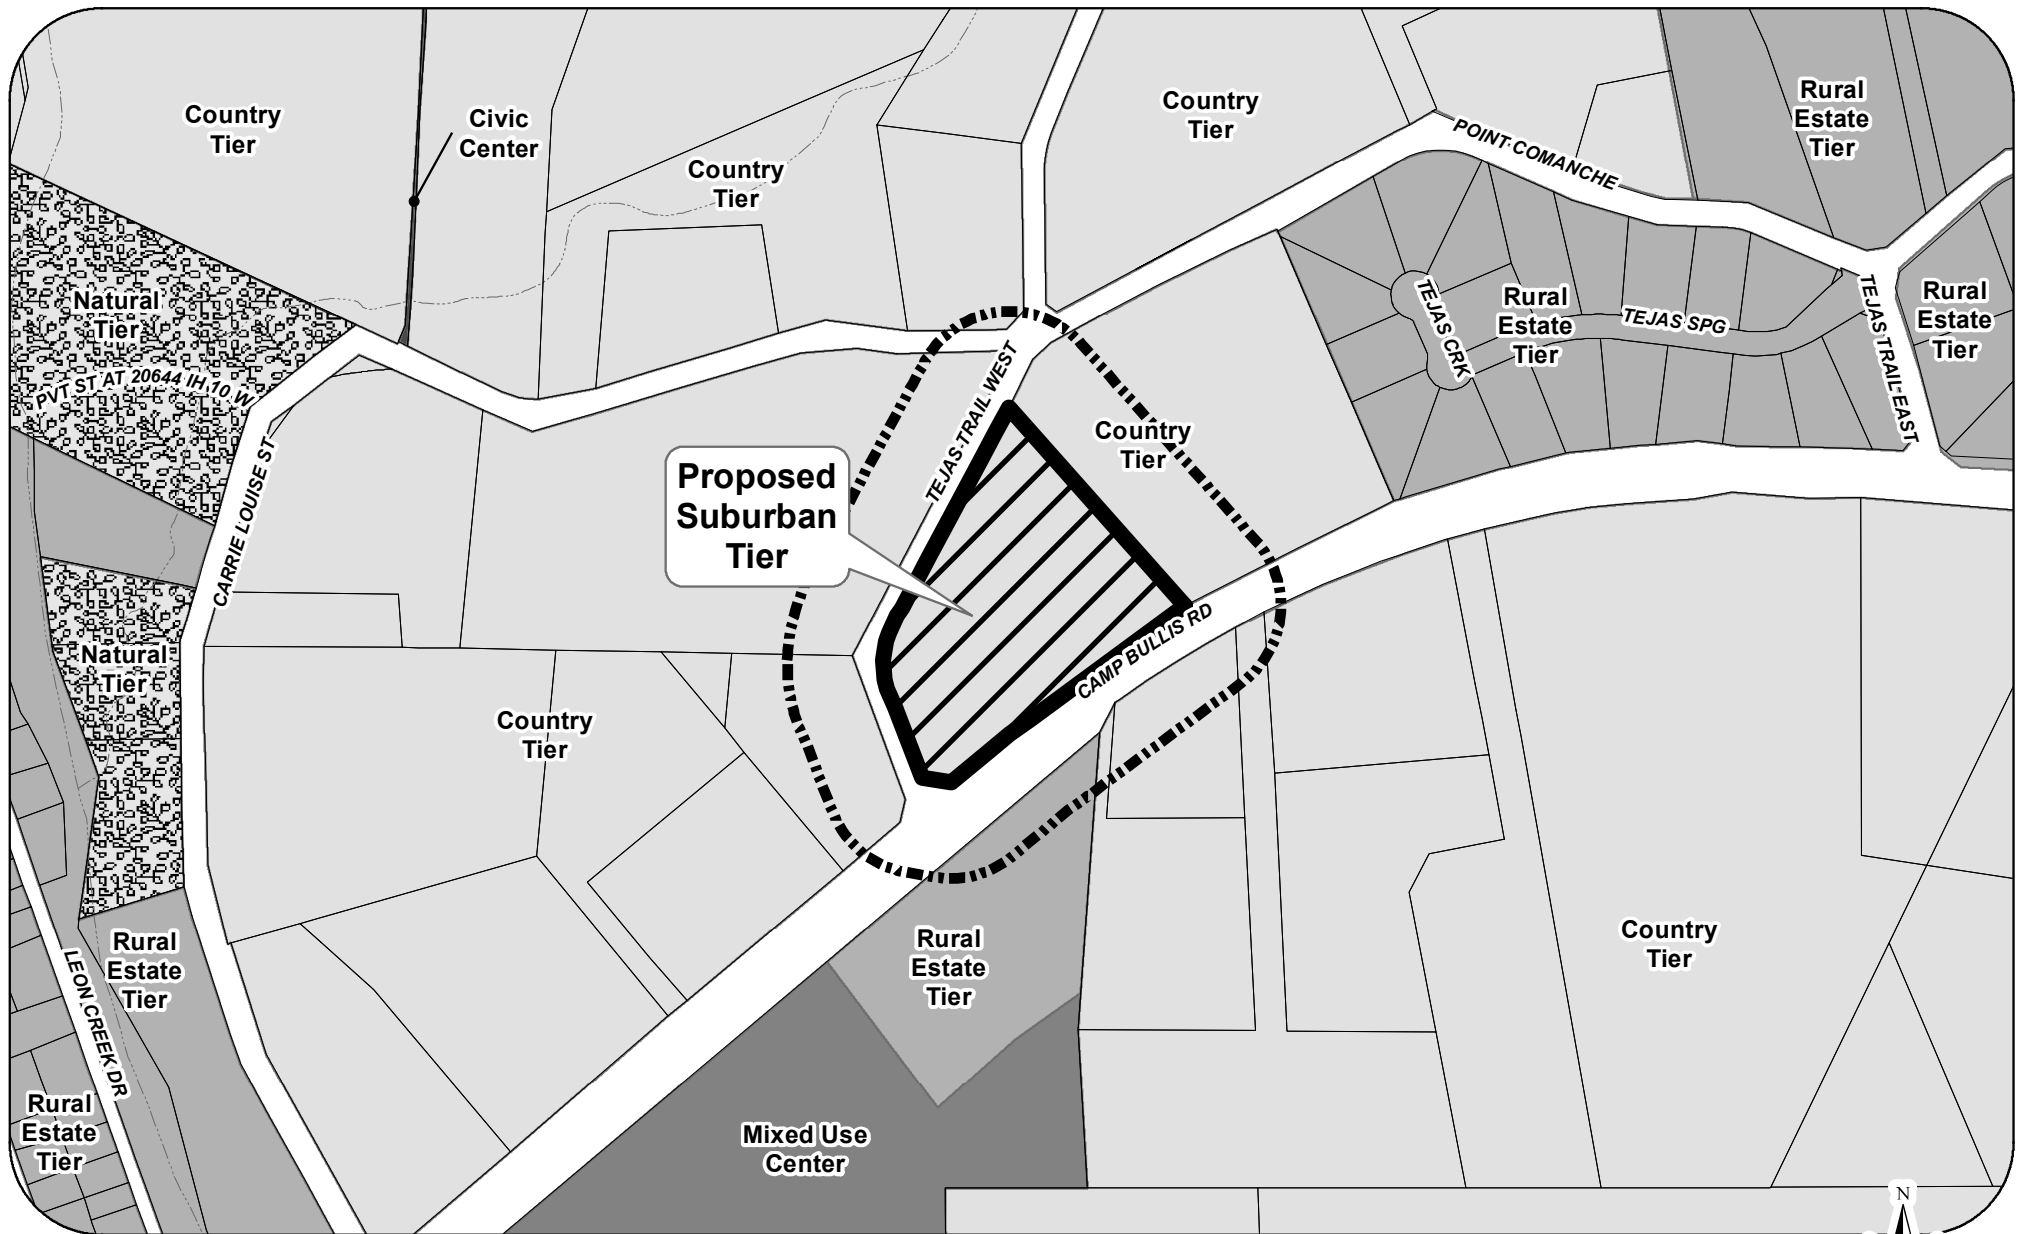 Country
Tier
Civic
Center
Country
Tier
Country
Tier
Rural
Estate
Tier
POINT COMANCHE
Natural
Tier
PVT ST AT 20644 IH 10 W
TEJAS CRK
Rural
Estate
Tier
TEJAS SPG
TEJAS TRAIL EAST
Rural
Estate
Tier
TEJAS TRAIL WEST
Country
Tier
Proposed
Suburban
Tier
CARRIE LOUISE ST
CAMP BULLIS RD
Natural
Tier
Country
Tier
Rural
Estate
Tier
LEON CREEK DR
Rural
Estate
Tier
Country
Tier
Rural
Estate
Tier
Mixed Use
Center
N